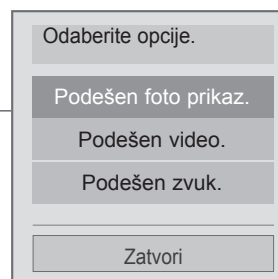 Odaberite opcije.
Podešen foto prikaz.
Podešen video.
Podešen zvuk.
Zatvori